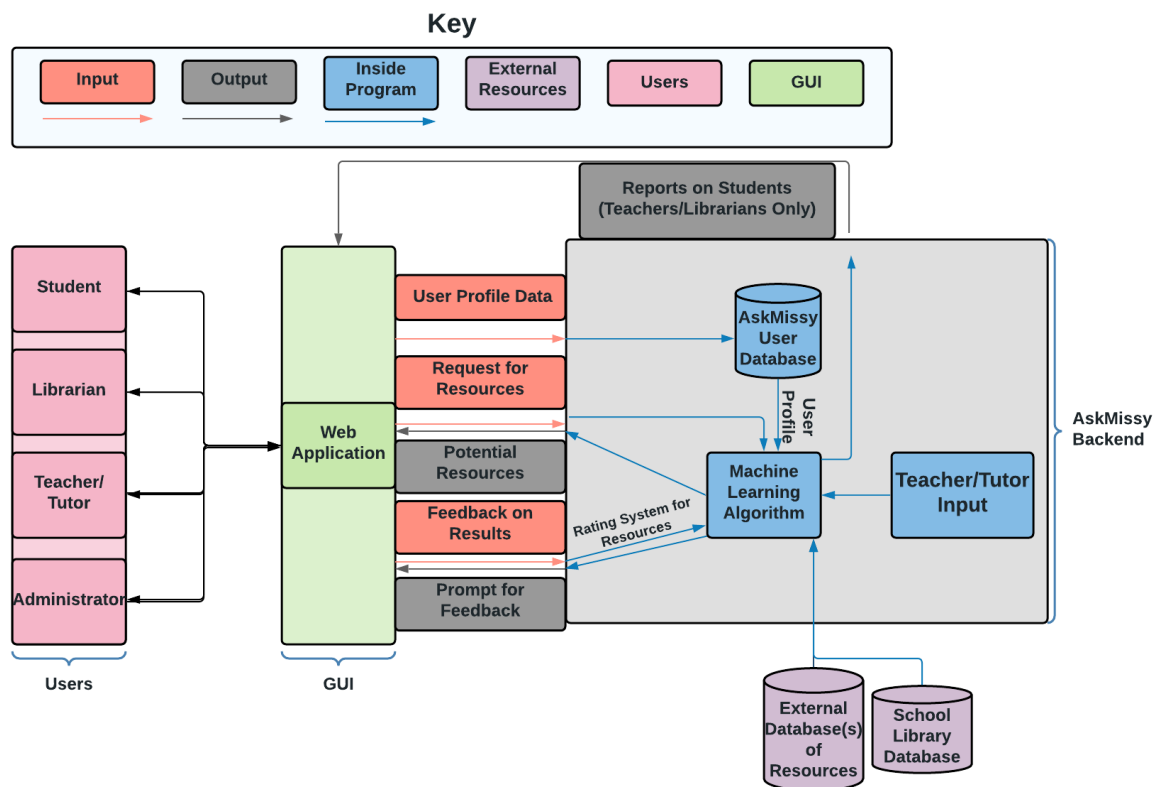 Key
Input
Output
Inside
Program
External
Resources
Users
GUI
Reports on Students
(Teachers/Librarians Only)
Student
Librarian
Teacher/
Tutor
Administrator
Users
Web
Application
GUI
User Profile Data
Request for
Resources
Potential
Resources
Feedback on
Results
Prompt for
Feedback
AskMissy
User
Database
User
Profile
Machine
Learning
Algorithm
Rating System for
Resources
Teacher/Tutor
Input
AskMissy
Backend
External
Database(s)
of
Resources
School
Library
Database